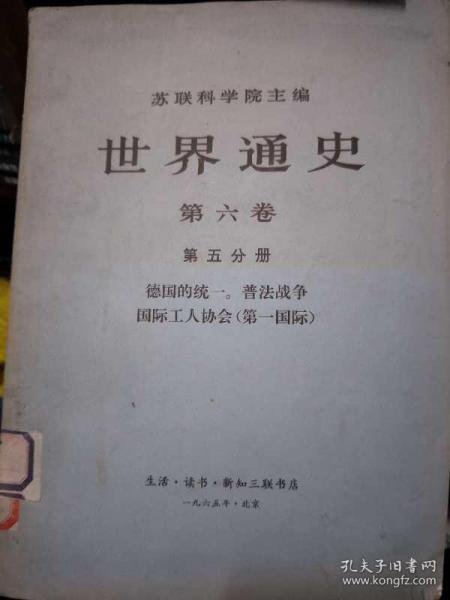 苏联科学院主编
世界通史
第六卷
第五分册
德国的统一。普法战争
国际工人协会(第一国际)
生活·读书·新知三联书店
一九六五年·北京
孔夫子旧书网
www.kongfz.com